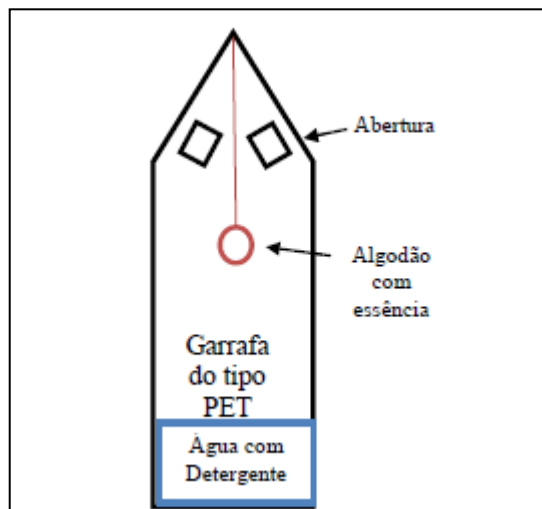 Abertura
Algodão
com
essência
Garrafa
do tipo
PET
Água com
Detergente